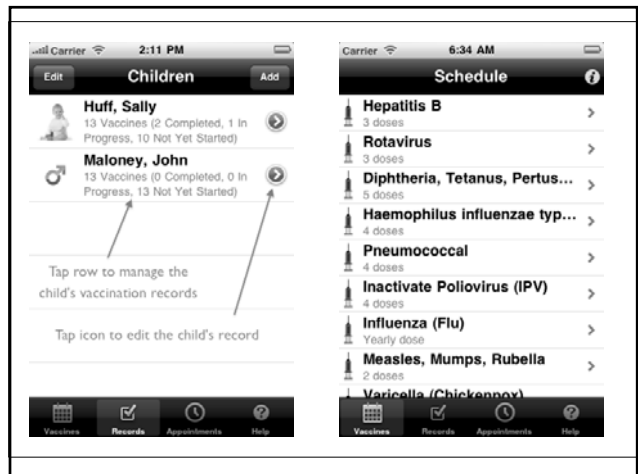 Carrier 2:11 PM
Edit Children Add
Huff, Sally
13 Vaccines (2 Completed, 1 In
Progress, 10 Not Yet Started)
Maloney, John
13 Vaccines (0 Completed, 0 In
Progress, 13 Not Yet Started)
Tap row to manage the
child's vaccination records
Tap icon to edit the child's record
Vaccines Records Appointments Help
Carrier 6:34 AM
Schedule
Hepatitis B
3 doses
Rotavirus
3 doses
Diphtheria, Tetanus, Pertus...
5 doses
Haemophilus influenzae typ...
4 doses
Pneumococcal
4 doses
Inactivate Poliovirus (IPV)
4 doses
Influenza (Flu)
Yearly dose
Measles, Mumps, Rubella
2 doses
Varicella (Chickenpox)
Vaccines Records Appointments Help